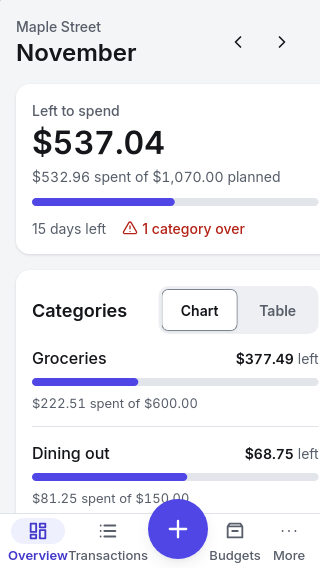 Maple Street
November
Left to spend
$537.04
$532.96 spent of $1,070.00 planned
15 days left 1 category over
Categories Chart Table
Groceries $377.49 left
$222.51 spent of $600.00
Dining out $68.75 left
$81.25 spent of $150.00
Overview Transactions Budgets More